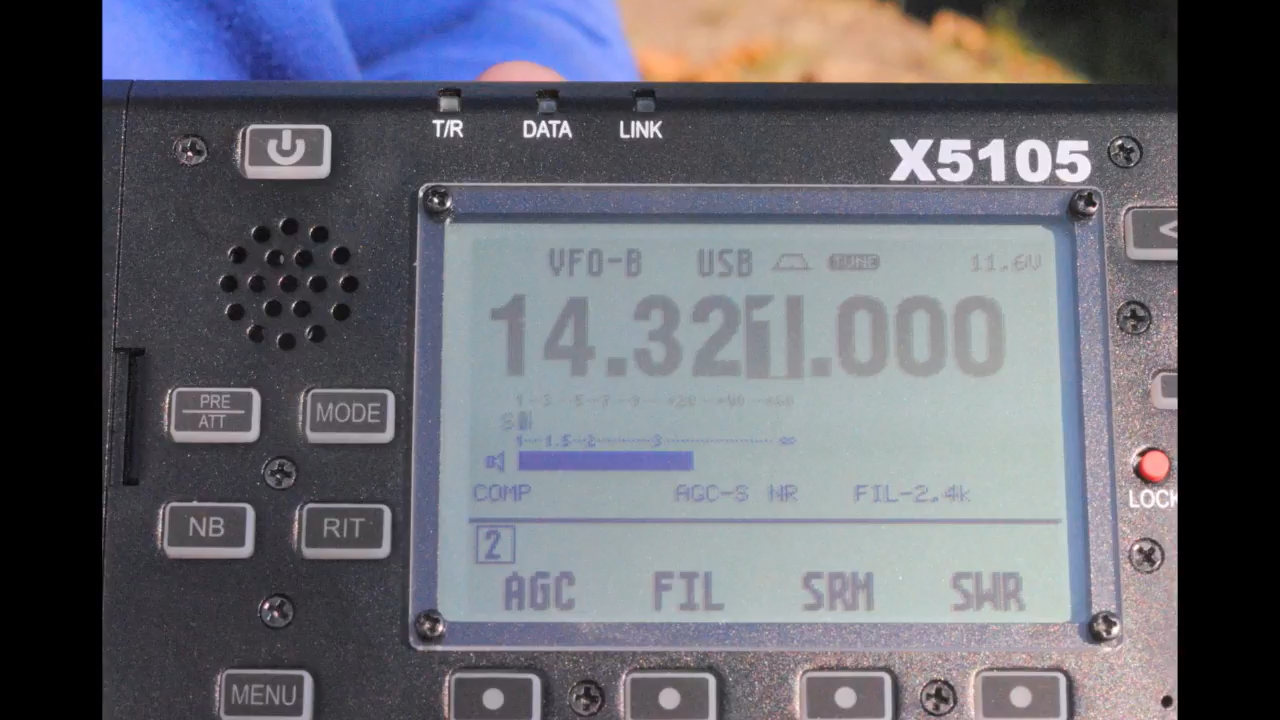 T/R DATA LINK
X5105
<
VFO-B USB TUNE 11.6V
14.321.000
1--3--5--7--9--+20--+40--+60
S
1---1.5--2------3------------∞
COMP AGC-S NR FIL-2.4k
2
AGC FIL SRM SWR
PRE
ATT
MODE
NB
RIT
LOCK
MENU